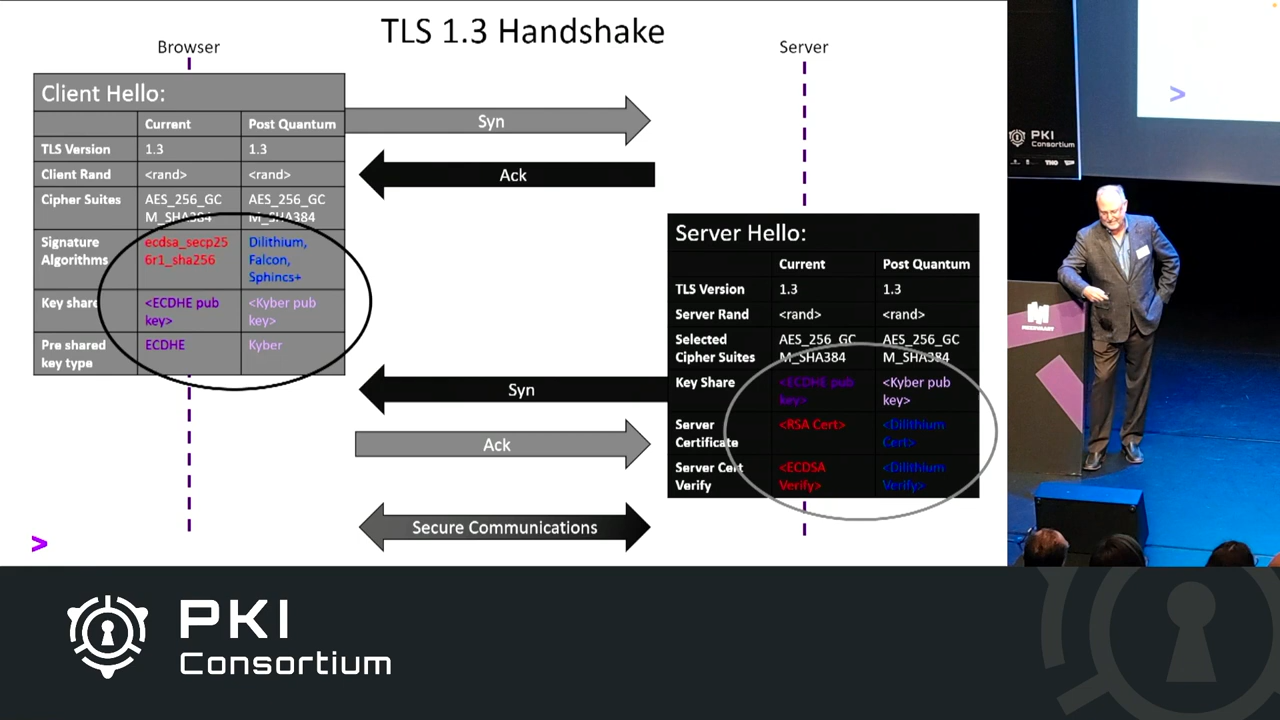 TLS 1.3 Handshake
Browser
Server
Client Hello:
Current
Post Quantum
TLS Version
1.3
1.3
Client Rand
<rand>
<rand>
Cipher Suites
AES_256_GC
M_SHA384
AES_256_GC
M_SHA384
Signature
Algorithms
ecdsa_secp25
6r1_sha256
Dilithium,
Falcon,
Sphincs+
Key share
<ECDHE pub
key>
<Kyber pub
key>
Pre shared
key type
ECDHE
Kyber
Syn
Ack
Server Hello:
Current
Post Quantum
TLS Version
1.3
1.3
Server Rand
<rand>
<rand>
Selected
Cipher Suites
AES_256_GC
M_SHA384
AES_256_GC
M_SHA384
Key Share
<ECDHE pub
key>
<Kyber pub
key>
Server
Certificate
<RSA Cert>
<Dilithium
Cert>
Server Cert
Verify
<ECDSA
Verify>
<Dilithium
Verify>
Syn
Ack
Secure Communications
>
>
PKI
Consortium
PKI
Consortium